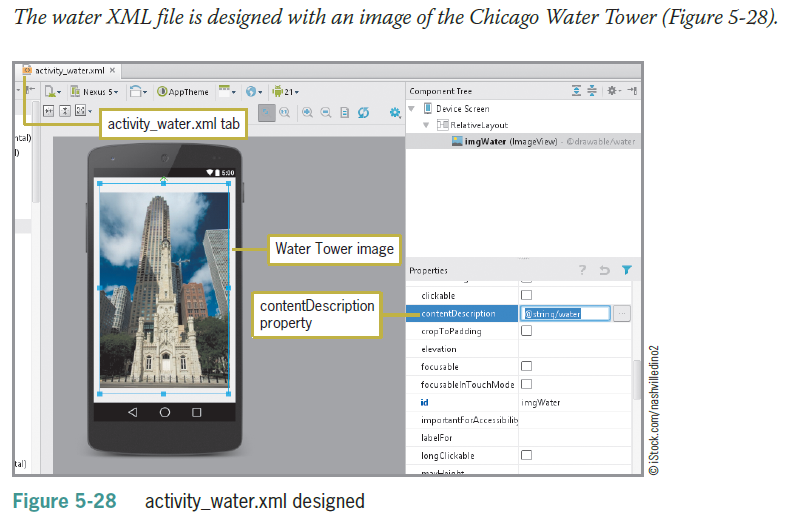 The water XML file is designed with an image of the Chicago Water Tower (Figure 5-28).
activity_water.xml ×
Nexus 5 AppTheme 21 Component Tree
Device Screen
activity_water.xml tab
RelativeLayout
ntal) imgWater (ImageView) - @drawable/water
5:00
Water Tower image
Properties ?
clickable
contentDescription
property
contentDescription @string/water ...
cropToPadding
elevation
focusable
focusableInTouchMode
id imgWater
importantForAccessibility
labelFor
tal) longClickable
maxHeight
© iStock.com/nashvilledino2
Figure 5-28 activity_water.xml designed